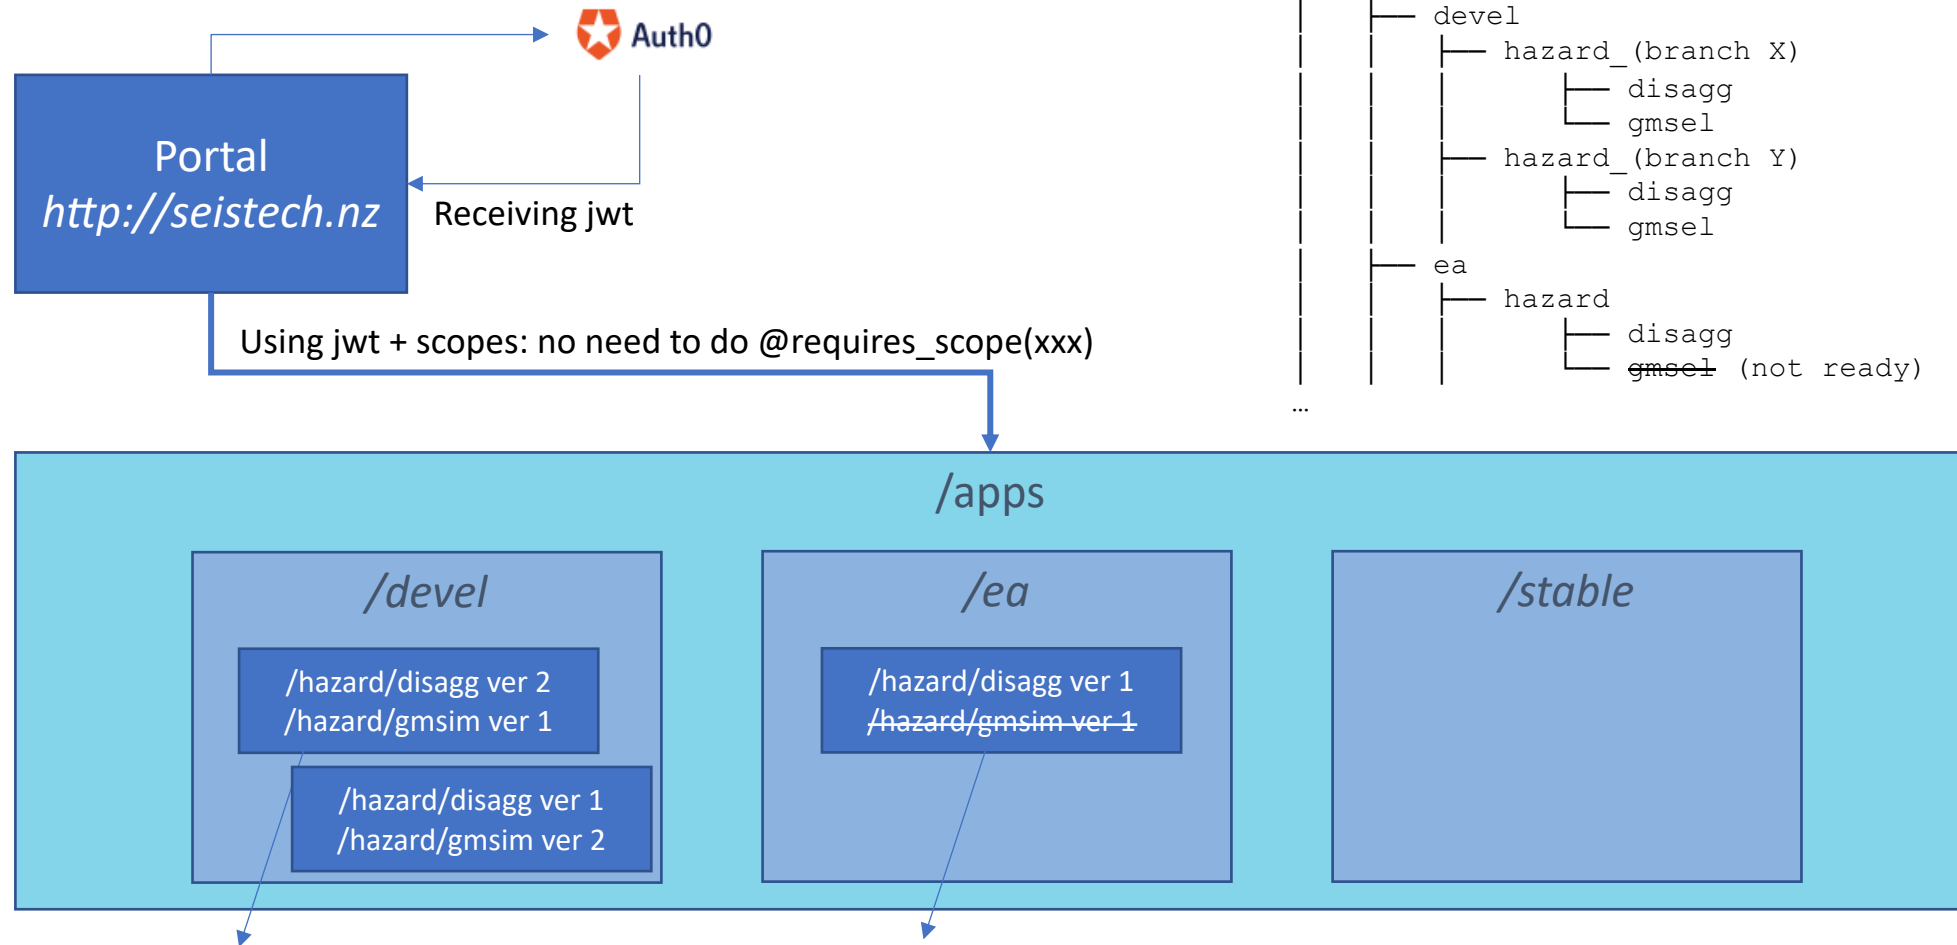 Auth0
Portal
http://seistech.nz
Receiving jwt
Using jwt + scopes: no need to do @requires_scope(xxx)
├── devel
├── hazard_(branch X)
├── disagg
└── gmsel
├── hazard_(branch Y)
├── disagg
└── gmsel
├── ea
├── hazard
├── disagg
└── gmsel (not ready)
…
/apps
/devel
/hazard/disagg ver 2
/hazard/gmsim ver 1
/hazard/disagg ver 1
/hazard/gmsim ver 2
/ea
/hazard/disagg ver 1
/hazard/gmsim ver 1
/stable